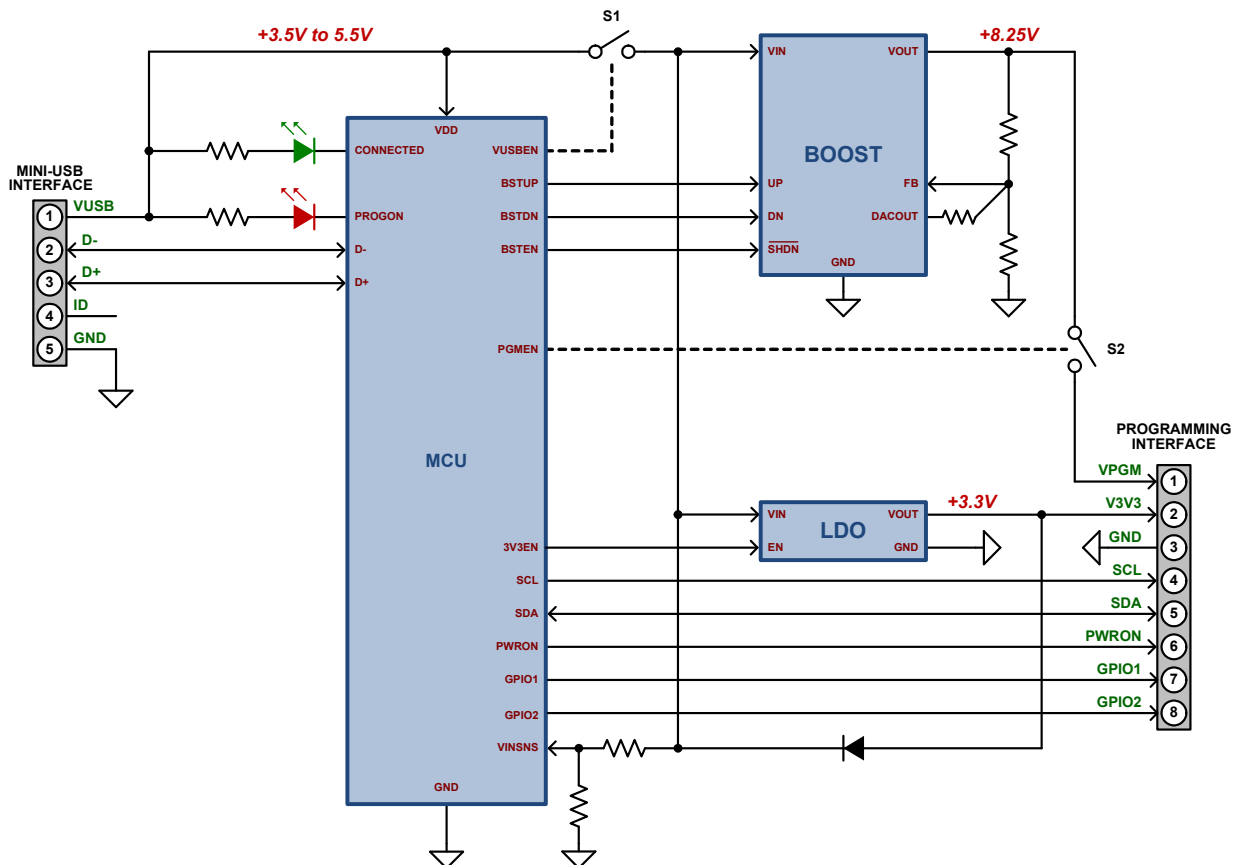 S1
+3.5V to 5.5V
+8.25V
VIN
VOUT
BOOST
UP
FB
DN
DACOUT
SHDN
GND
VDD
CONNECTED
VUSBEN
BSTUP
PROGON
BSTDN
D-
BSTEN
D+
PGMEN
MCU
3V3EN
SCL
SDA
PWRON
GPIO1
GPIO2
VINSNS
GND
MINI-USB
INTERFACE
1
VUSB
2
D-
3
D+
4
ID
5
GND
S2
+3.3V
VIN
VOUT
LDO
EN
GND
PROGRAMMING
INTERFACE
VPGM
1
V3V3
2
GND
3
SCL
4
SDA
5
PWRON
6
GPIO1
7
GPIO2
8